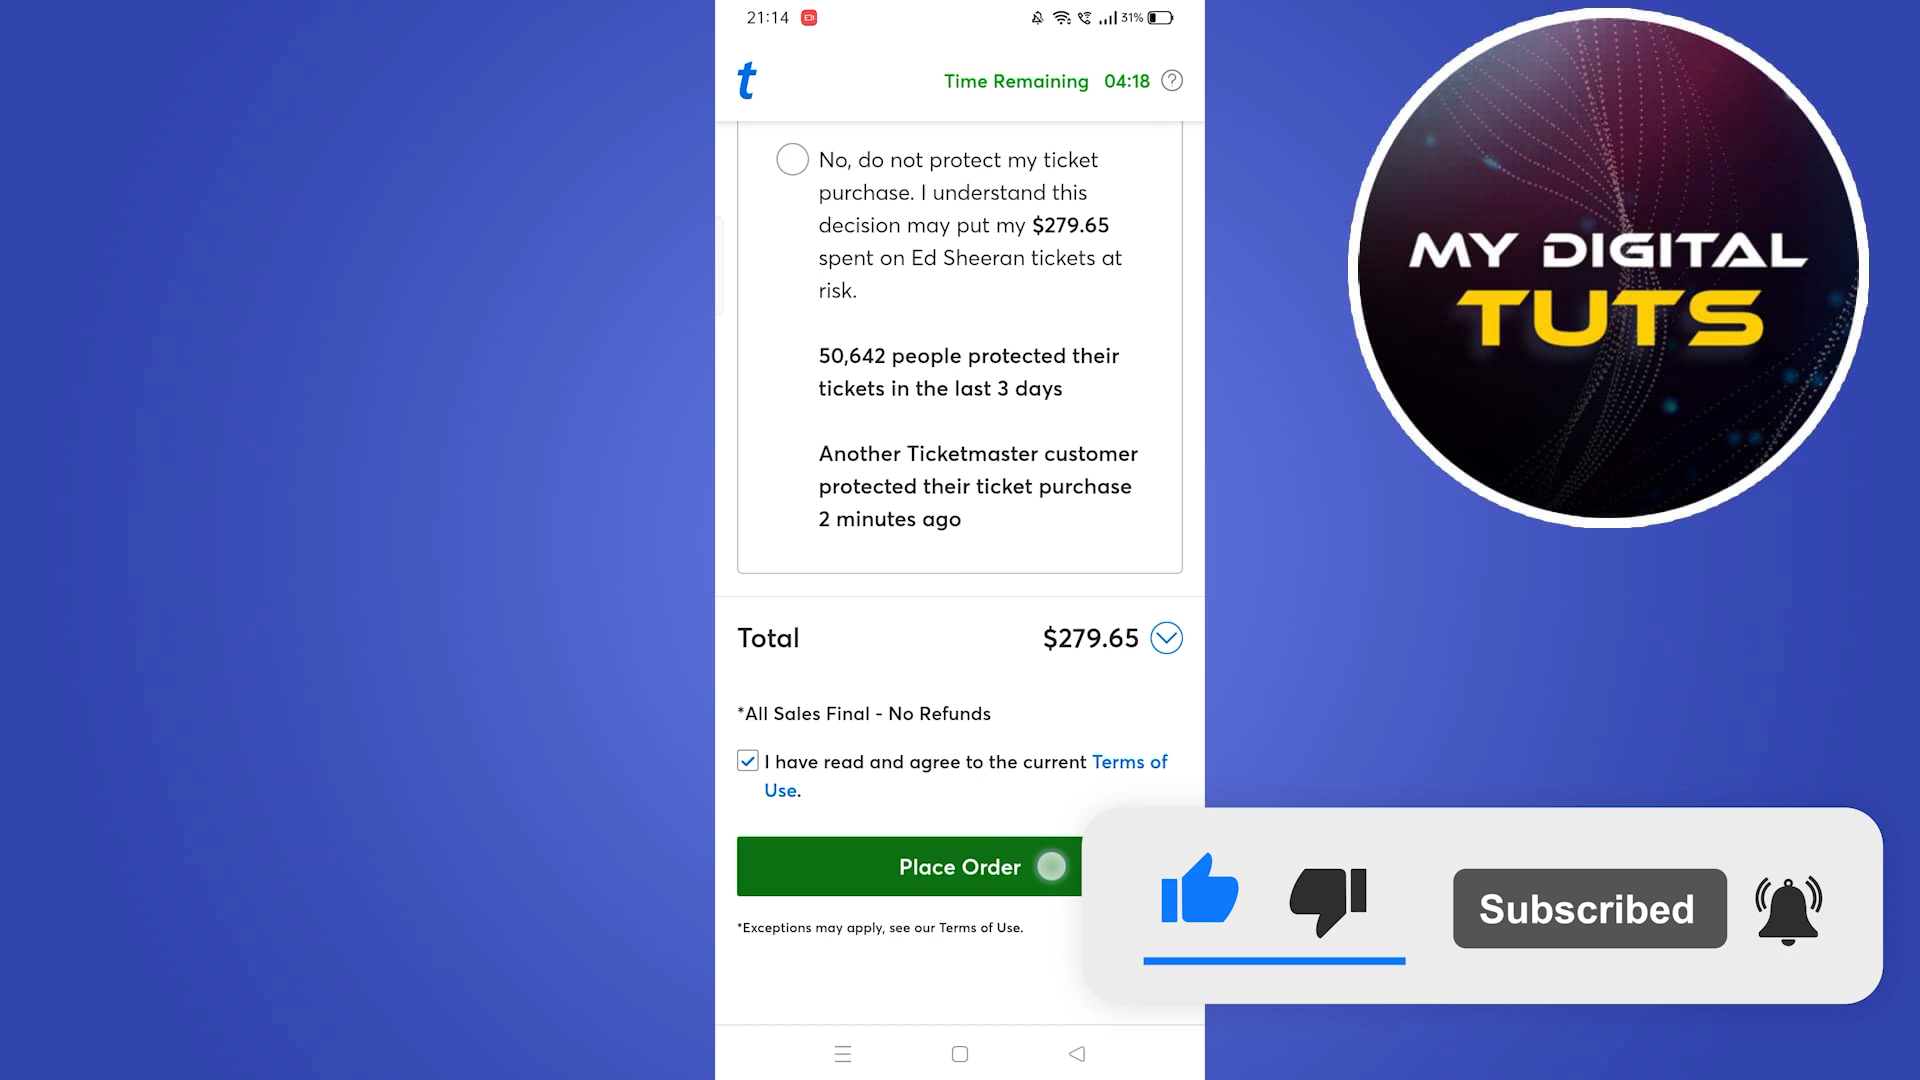 21:14
31%
t
Time Remaining 04:18 ?
No, do not protect my ticket
purchase. I understand this
decision may put my $279.65
spent on Ed Sheeran tickets at
risk.
50,642 people protected their
tickets in the last 3 days
Another Ticketmaster customer
protected their ticket purchase
2 minutes ago
Total $279.65
*All Sales Final - No Refunds
I have read and agree to the current Terms of
Use.
Place Order
*Exceptions may apply, see our Terms of Use.
MY DIGITAL
TUTS
Subscribed